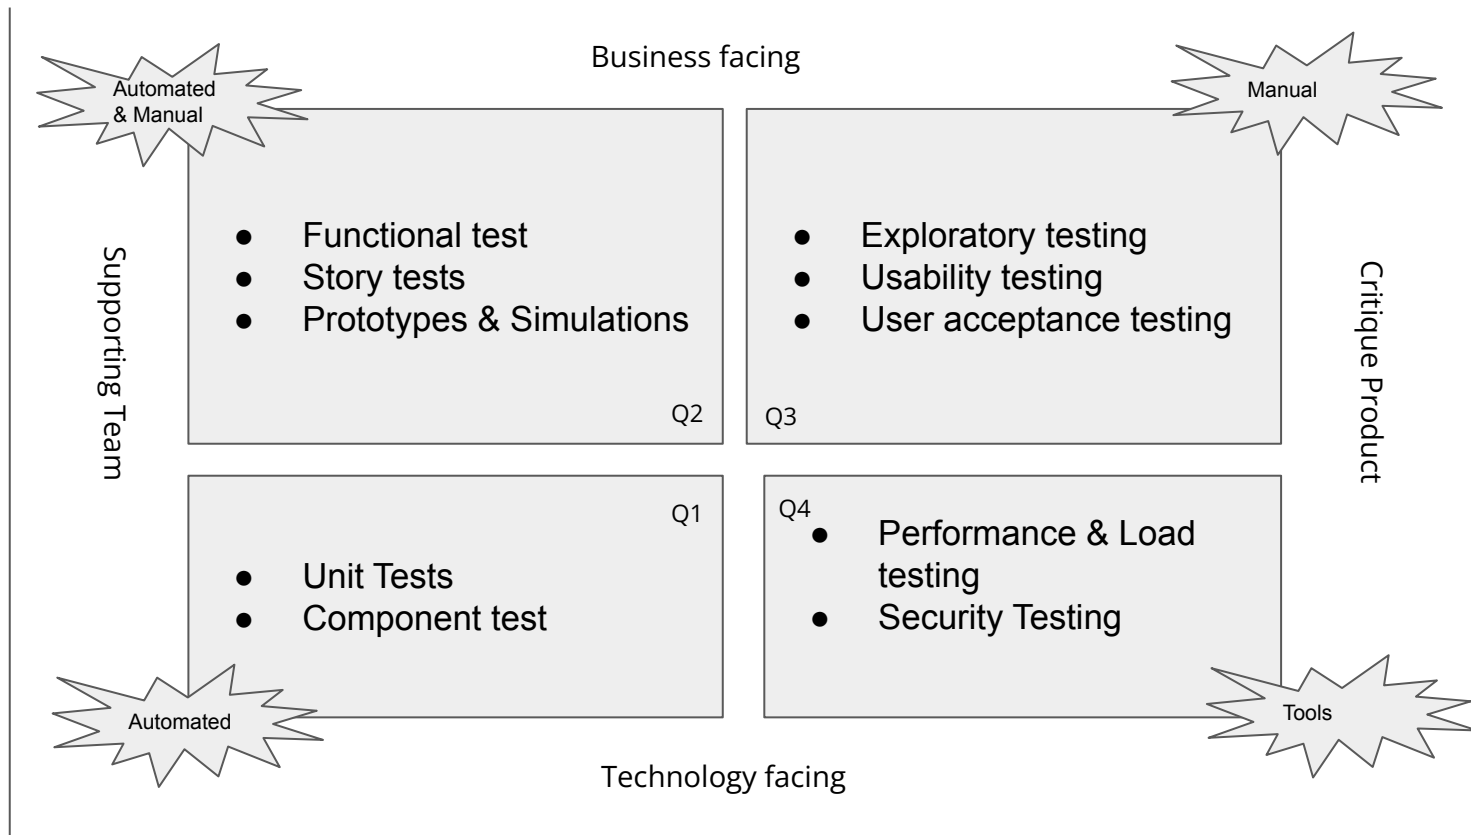 Business facing
Automated
& Manual
Manual
Supporting Team
● Functional test
● Story tests
● Prototypes & Simulations
Q2
● Exploratory testing
● Usability testing
● User acceptance testing
Q3
Critique Product
Q1
● Unit Tests
● Component test
Automated
Q4
● Performance & Load
testing
● Security Testing
Tools
Technology facing